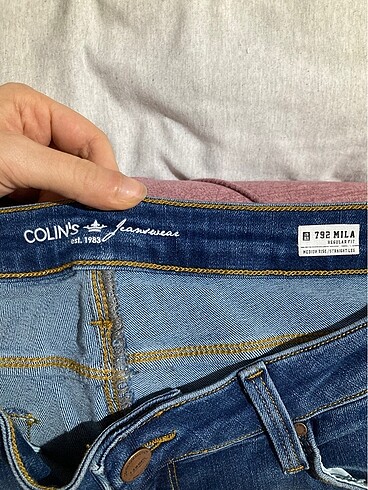 COLIN'S Jeanswear
est. 1983
792 MILA
REGULAR FIT
MEDIUM RISE/STRAIGHT LEG